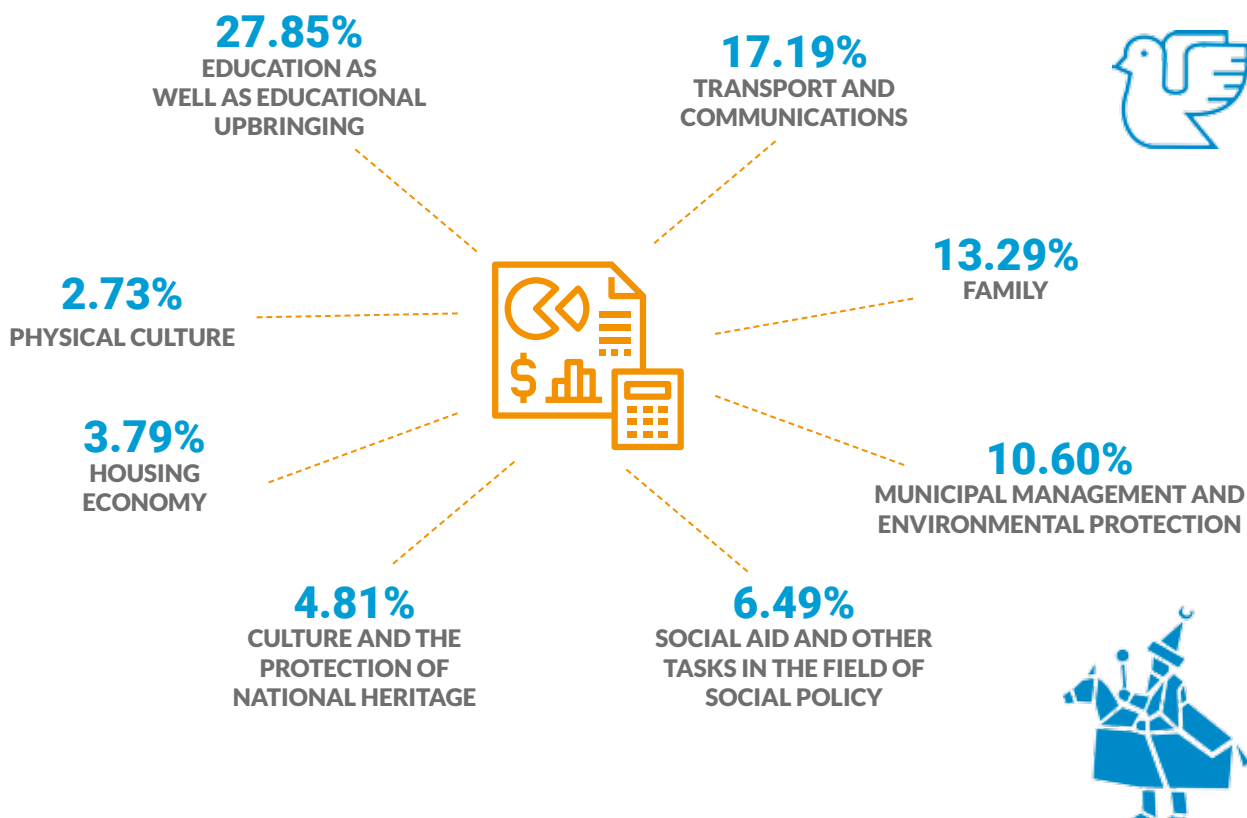 27.85%
EDUCATION AS
WELL AS EDUCATIONAL
UPBRINGING
17.19%
TRANSPORT AND
COMMUNICATIONS
13.29%
FAMILY
2.73%
PHYSICAL CULTURE
$
3.79%
HOUSING
ECONOMY
10.60%
MUNICIPAL MANAGEMENT AND
ENVIRONMENTAL PROTECTION
4.81%
CULTURE AND THE
PROTECTION OF
NATIONAL HERITAGE
6.49%
SOCIAL AID AND OTHER
TASKS IN THE FIELD OF
SOCIAL POLICY